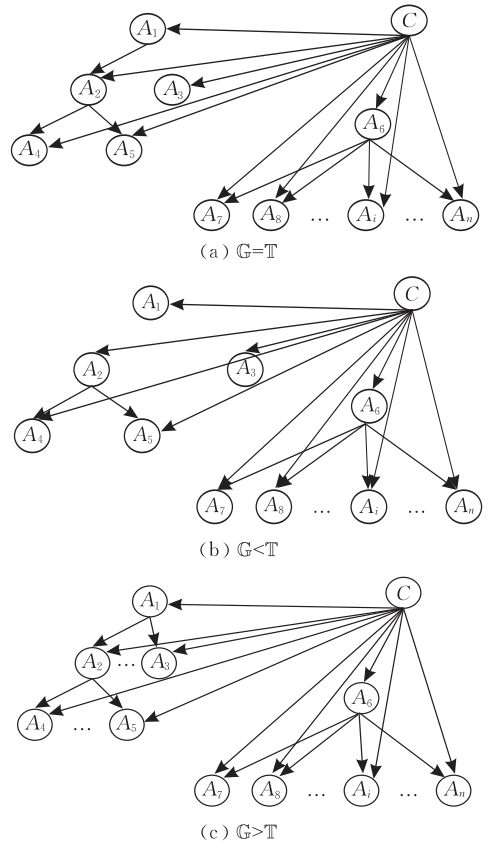 A₁ C
A₂ A₃
A₆
A₄ A₅
A₇ A₈ … Aᵢ … Aₙ
(a) 𝔾=𝕋
A₁ C
A₂ A₃
A₆
A₄ A₅
A₇ A₈ … Aᵢ … Aₙ
(b) 𝔾<𝕋
A₁ C
A₂ … A₃
A₆
A₄ … A₅
A₇ A₈ … Aᵢ … Aₙ
(c) 𝔾>𝕋